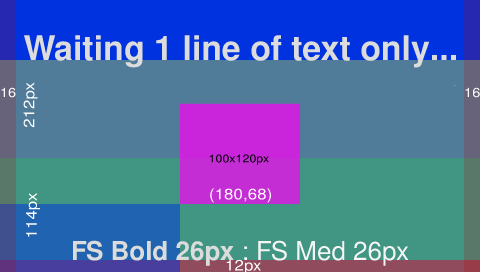 Waiting 1 line of text only...
16
16
212px
100x120px
(180,68)
114px
FS Bold 26px : FS Med 26px
12px